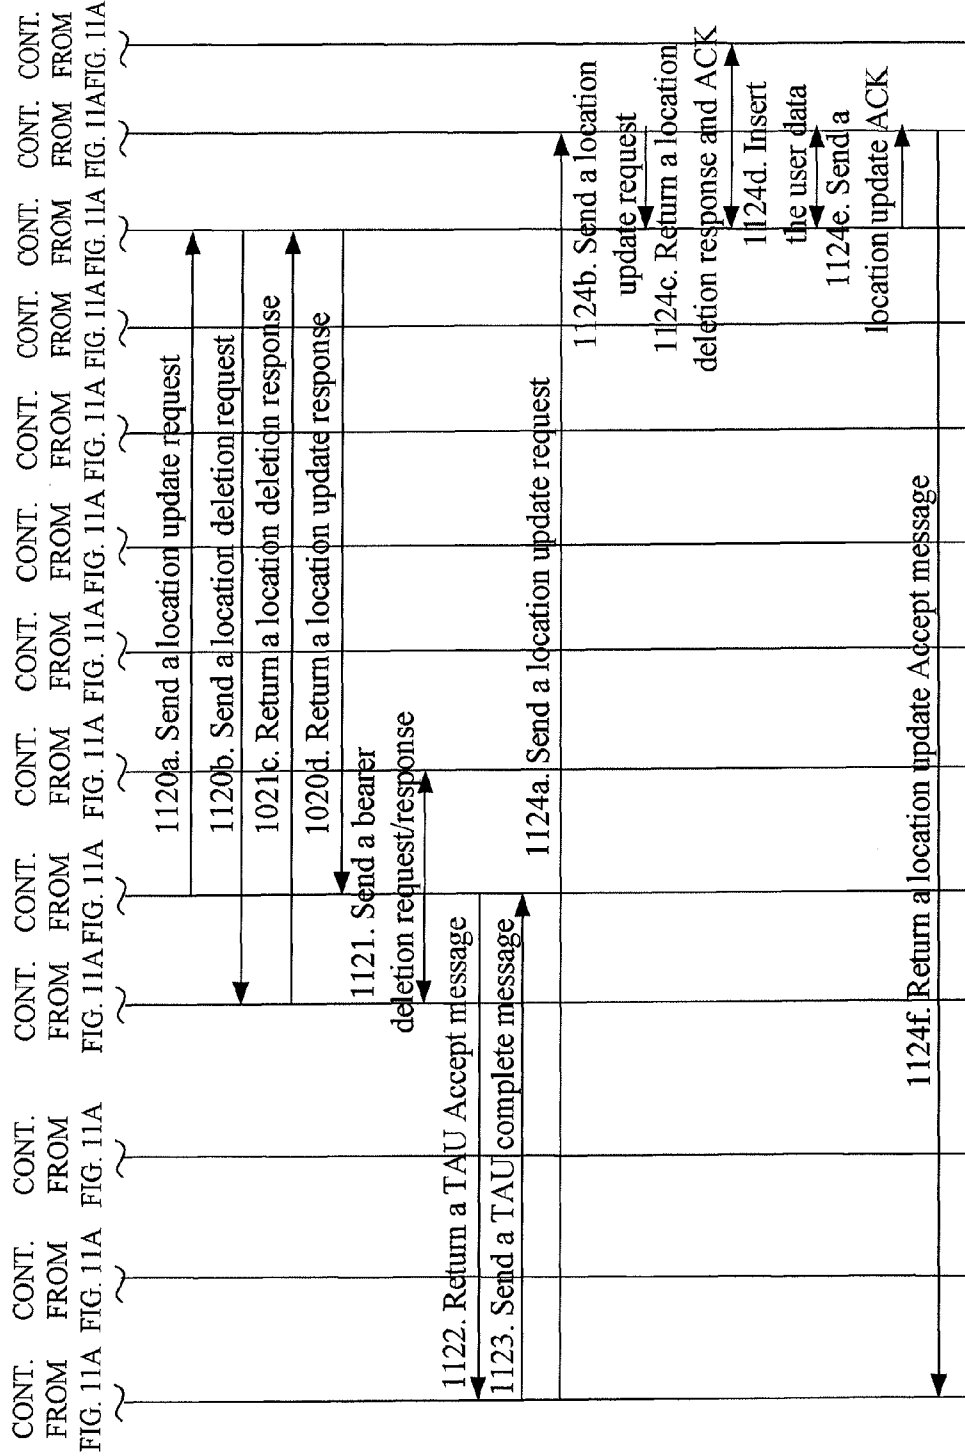 CONT. CONT. CONT. CONT. CONT. CONT. CONT. CONT. CONT. CONT. CONT. CONT. CONT.
FROM FROM FROM FROM FROM FROM FROM FROM FROM FROM FROM FROM FROM
FIG. 11A FIG. 11A FIG. 11A FIG. 11A FIG. 11A FIG. 11A FIG. 11A FIG. 11A FIG. 11A FIG. 11A FIG. 11A FIG. 11A FIG. 11A
1120a. Send a location update request
1120b. Send a location deletion request
1021c. Return a location deletion response
1020d. Return a location update response
1121. Send a bearer
deletion request/response
1122. Return a TAU Accept message
1123. Send a TAU complete message
1124a. Send a location update request
1124b. Send a location
update request
1124c. Return a location
deletion response and ACK
1124d. Insert
the user data
1124e. Send a
location update ACK
1124f. Return a location update Accept message